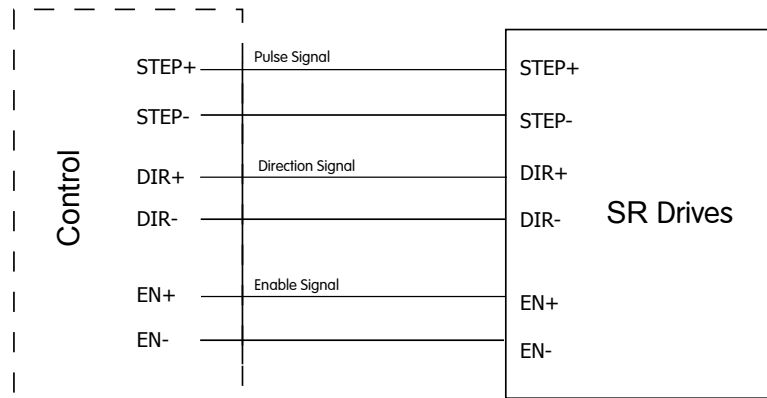 STEP+ Pulse Signal STEP+
STEP- STEP-
DIR+ Direction Signal DIR+
Control SR Drives
DIR- DIR-
EN+ Enable Signal EN+
EN- EN-